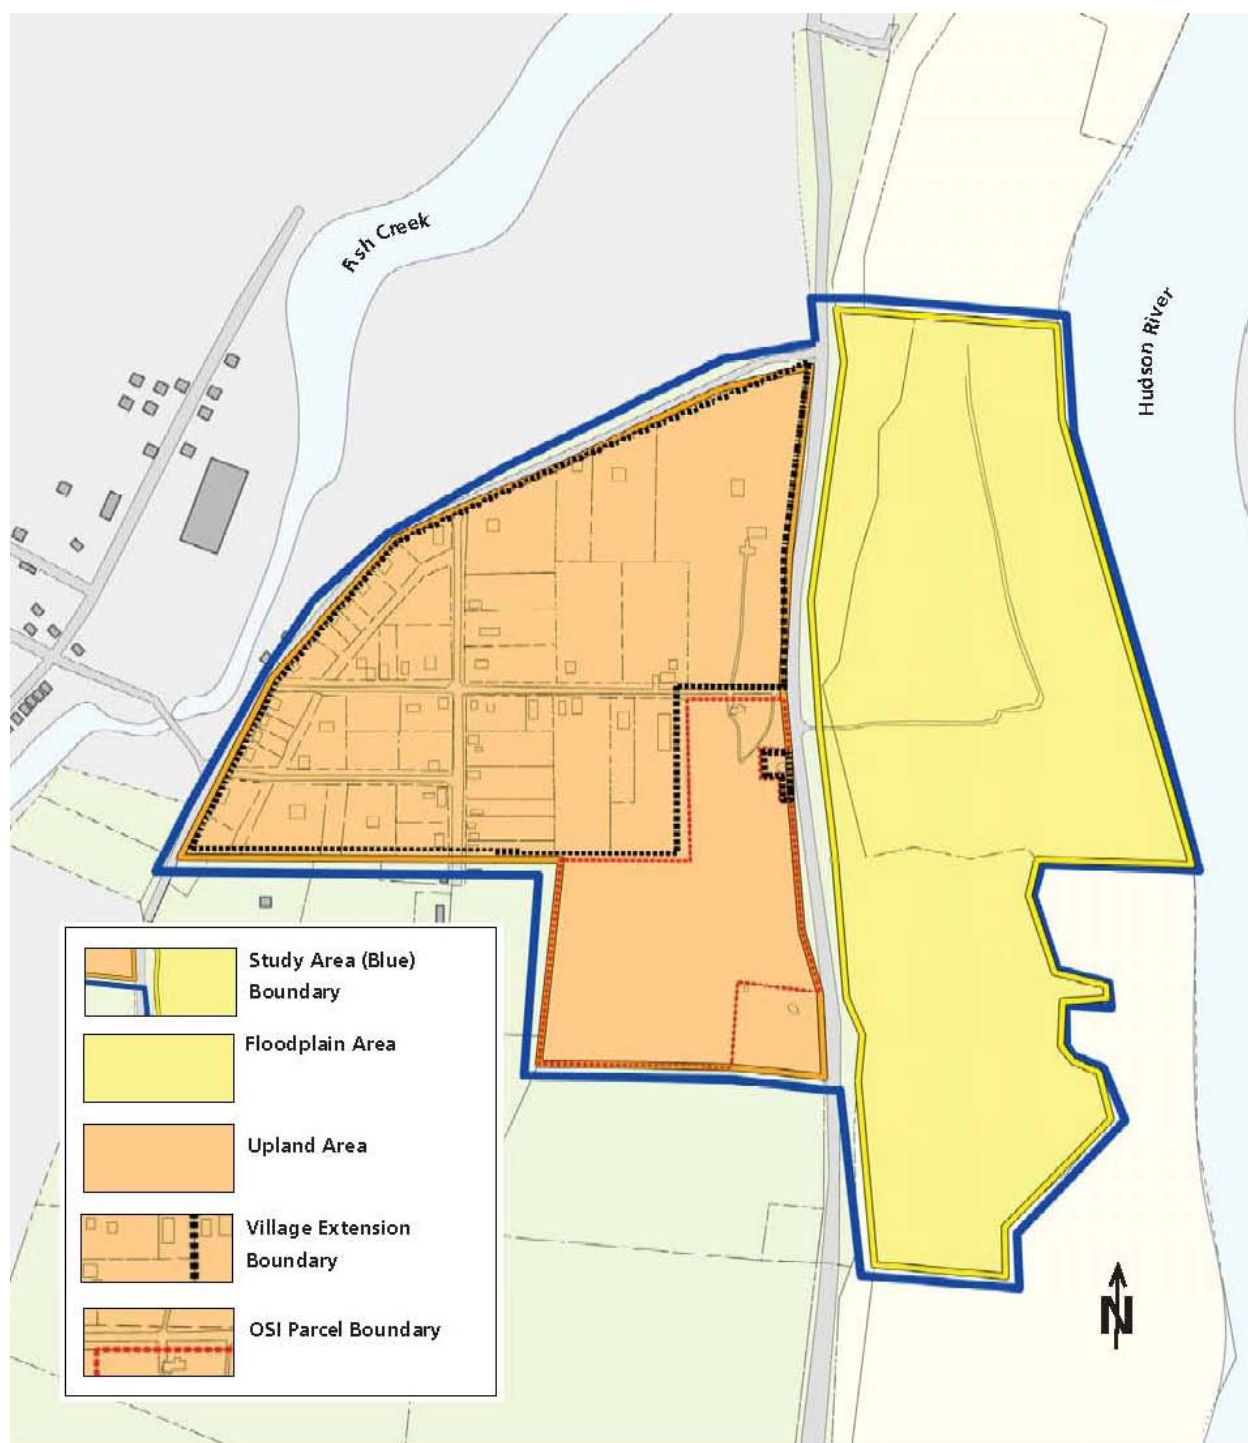 Fish Creek
Hudson River
Study Area (Blue)
Boundary
Floodplain Area
Upland Area
Village Extension
Boundary
OSI Parcel Boundary
N